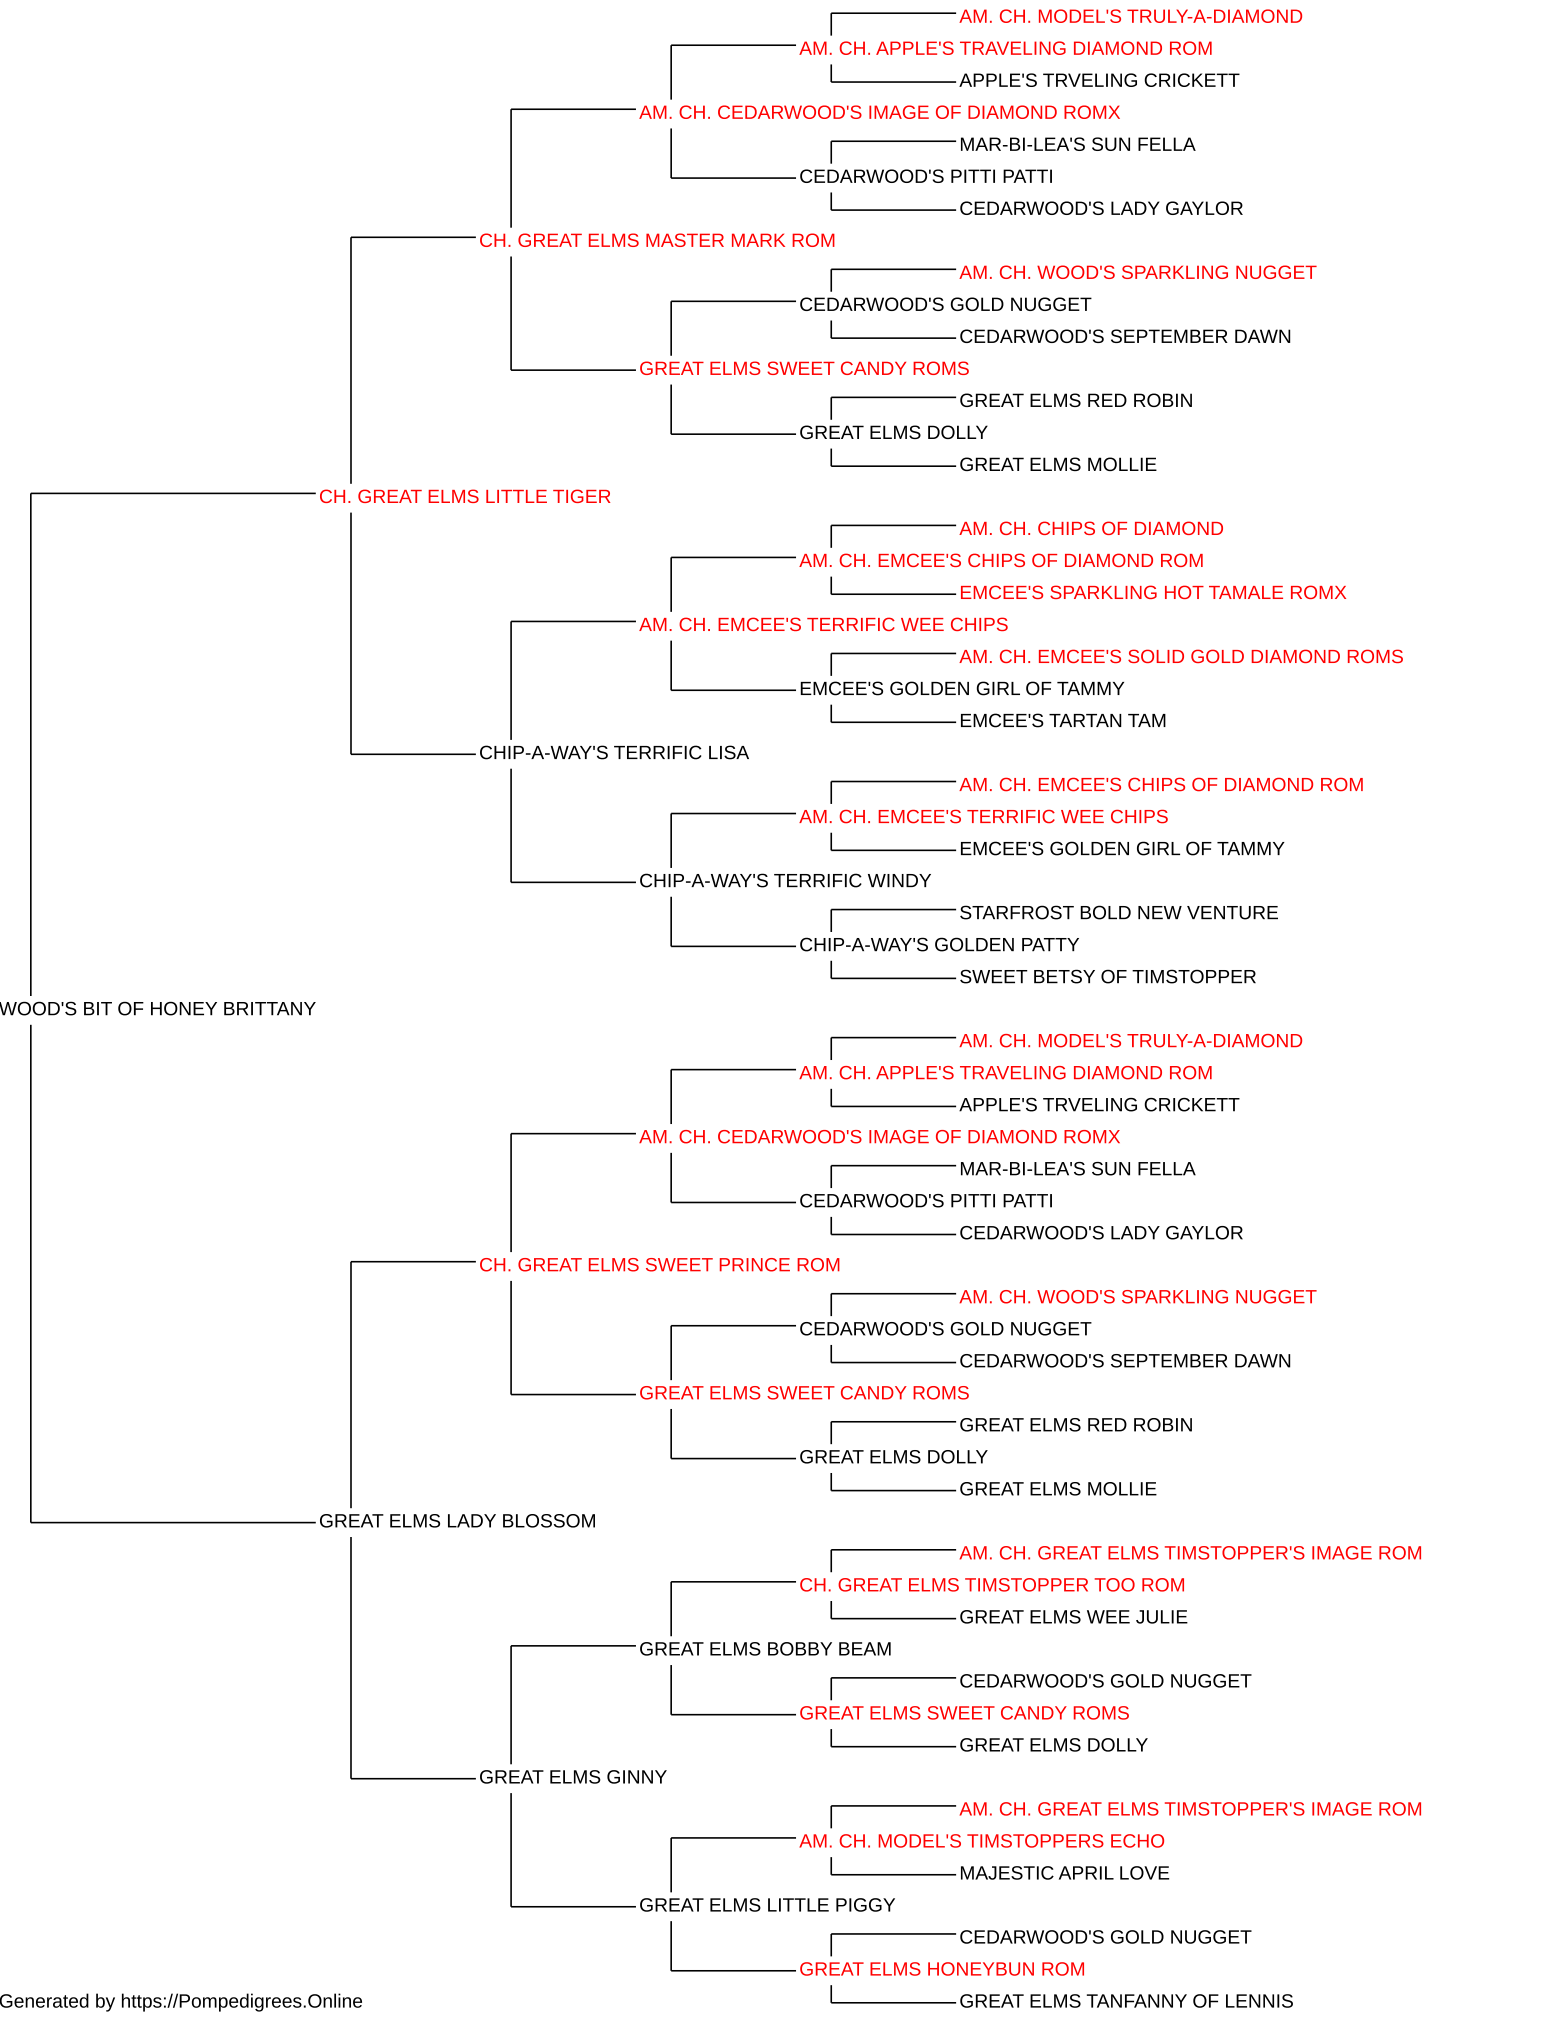 AM. CH. MODEL'S TRULY-A-DIAMOND
AM. CH. APPLE'S TRAVELING DIAMOND ROM
APPLE'S TRVELING CRICKETT
AM. CH. CEDARWOOD'S IMAGE OF DIAMOND ROMX
MAR-BI-LEA'S SUN FELLA
CEDARWOOD'S PITTI PATTI
CEDARWOOD'S LADY GAYLOR
CH. GREAT ELMS MASTER MARK ROM
AM. CH. WOOD'S SPARKLING NUGGET
CEDARWOOD'S GOLD NUGGET
CEDARWOOD'S SEPTEMBER DAWN
GREAT ELMS SWEET CANDY ROMS
GREAT ELMS RED ROBIN
GREAT ELMS DOLLY
GREAT ELMS MOLLIE
CH. GREAT ELMS LITTLE TIGER
AM. CH. CHIPS OF DIAMOND
AM. CH. EMCEE'S CHIPS OF DIAMOND ROM
EMCEE'S SPARKLING HOT TAMALE ROMX
AM. CH. EMCEE'S TERRIFIC WEE CHIPS
AM. CH. EMCEE'S SOLID GOLD DIAMOND ROMS
EMCEE'S GOLDEN GIRL OF TAMMY
EMCEE'S TARTAN TAM
CHIP-A-WAY'S TERRIFIC LISA
AM. CH. EMCEE'S CHIPS OF DIAMOND ROM
AM. CH. EMCEE'S TERRIFIC WEE CHIPS
EMCEE'S GOLDEN GIRL OF TAMMY
CHIP-A-WAY'S TERRIFIC WINDY
STARFROST BOLD NEW VENTURE
CHIP-A-WAY'S GOLDEN PATTY
SWEET BETSY OF TIMSTOPPER
WOOD'S BIT OF HONEY BRITTANY
AM. CH. MODEL'S TRULY-A-DIAMOND
AM. CH. APPLE'S TRAVELING DIAMOND ROM
APPLE'S TRVELING CRICKETT
AM. CH. CEDARWOOD'S IMAGE OF DIAMOND ROMX
MAR-BI-LEA'S SUN FELLA
CEDARWOOD'S PITTI PATTI
CEDARWOOD'S LADY GAYLOR
CH. GREAT ELMS SWEET PRINCE ROM
AM. CH. WOOD'S SPARKLING NUGGET
CEDARWOOD'S GOLD NUGGET
CEDARWOOD'S SEPTEMBER DAWN
GREAT ELMS SWEET CANDY ROMS
GREAT ELMS RED ROBIN
GREAT ELMS DOLLY
GREAT ELMS MOLLIE
GREAT ELMS LADY BLOSSOM
AM. CH. GREAT ELMS TIMSTOPPER'S IMAGE ROM
CH. GREAT ELMS TIMSTOPPER TOO ROM
GREAT ELMS WEE JULIE
GREAT ELMS BOBBY BEAM
CEDARWOOD'S GOLD NUGGET
GREAT ELMS SWEET CANDY ROMS
GREAT ELMS DOLLY
GREAT ELMS GINNY
AM. CH. GREAT ELMS TIMSTOPPER'S IMAGE ROM
AM. CH. MODEL'S TIMSTOPPERS ECHO
MAJESTIC APRIL LOVE
GREAT ELMS LITTLE PIGGY
CEDARWOOD'S GOLD NUGGET
GREAT ELMS HONEYBUN ROM
GREAT ELMS TANFANNY OF LENNIS
Generated by https://Pompedigrees.Online